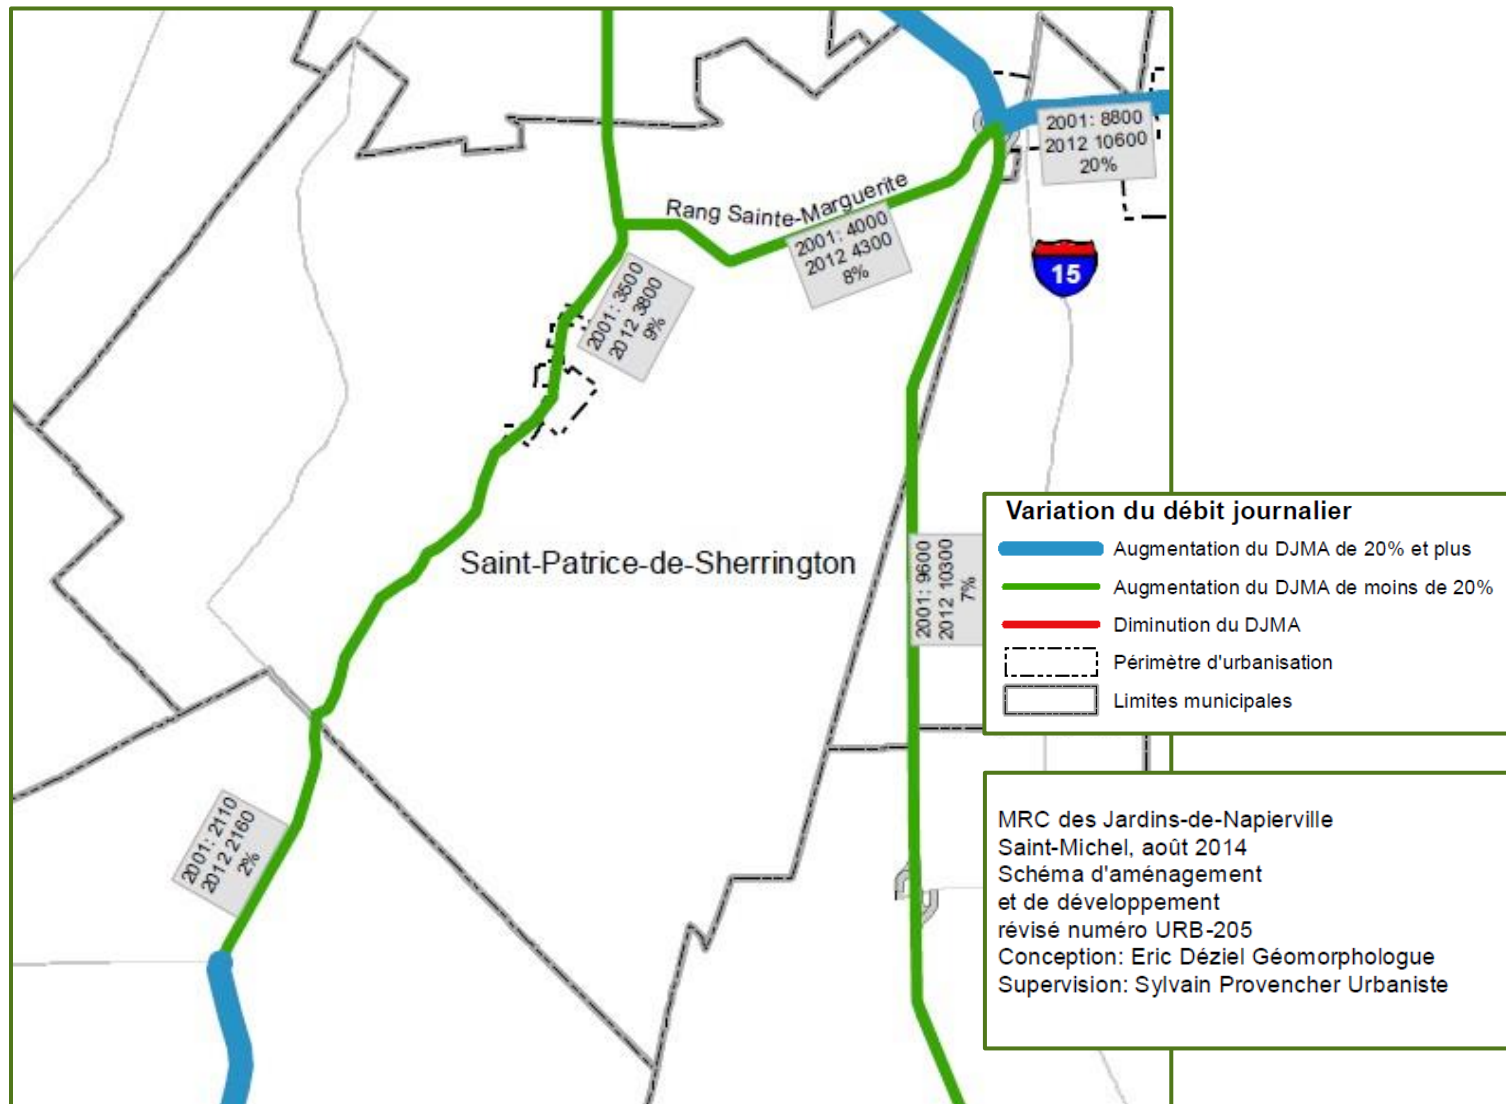 2001: 8800
2012 10600
20%
Rang Sainte-Marguerite
2001: 4000
2012 4300
8%
15
2001: 3500
2012 3800
9%
Saint-Patrice-de-Sherrington
2001: 9600
2012 10300
7%
2001: 2110
2012 2160
2%
Variation du débit journalier
Augmentation du DJMA de 20% et plus
Augmentation du DJMA de moins de 20%
Diminution du DJMA
Périmètre d'urbanisation
Limites municipales
MRC des Jardins-de-Napierville
Saint-Michel, août 2014
Schéma d'aménagement
et de développement
révisé numéro URB-205
Conception: Eric Déziel Géomorphologue
Supervision: Sylvain Provencher Urbaniste